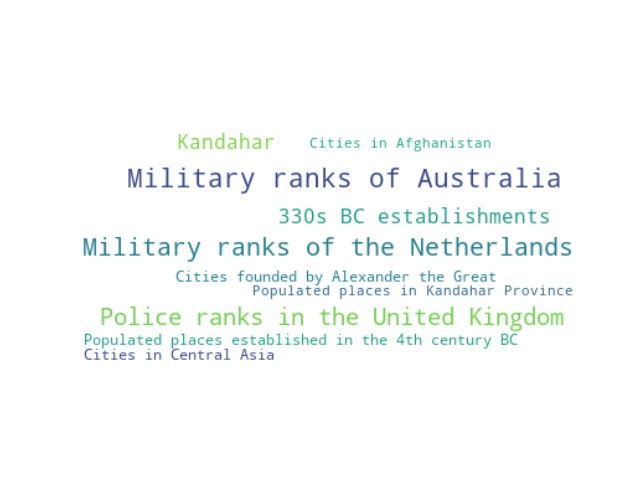 Kandahar
Cities in Afghanistan
Military ranks of Australia
330s BC establishments
Military ranks of the Netherlands
Cities founded by Alexander the Great
Populated places in Kandahar Province
Police ranks in the United Kingdom
Populated places established in the 4th century BC
Cities in Central Asia